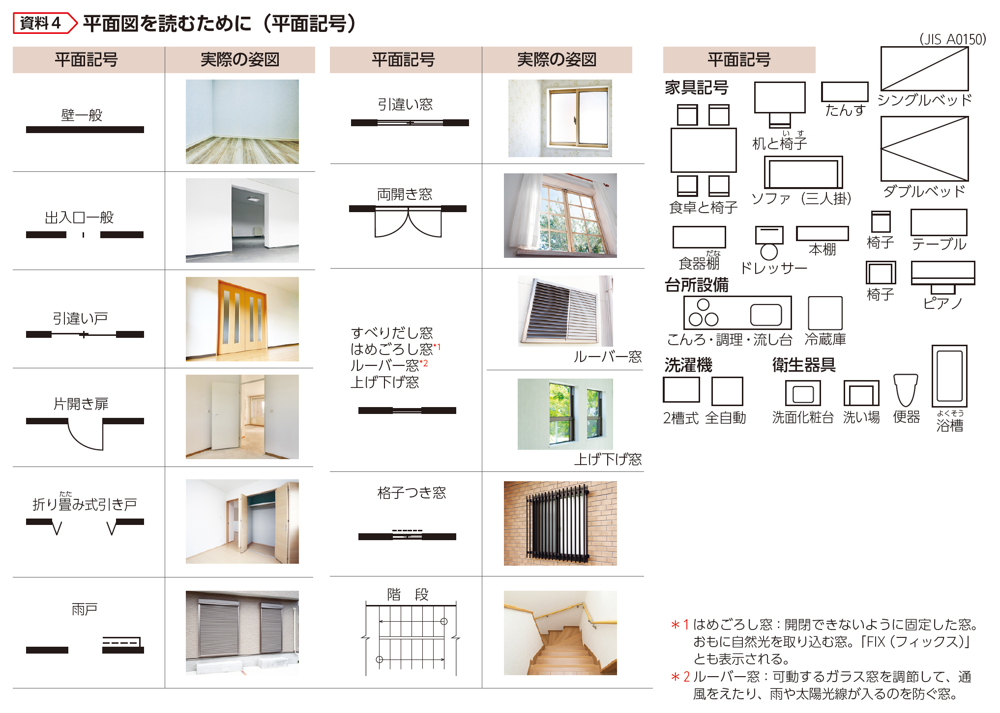 資料4 平面図を読むために（平面記号）
（JIS A0150）
平面記号 実際の姿図
壁一般
出入口一般
引違い戸
片開き扉
たた
折り畳み式引き戸
雨戸
平面記号 実際の姿図
引違い窓
両開き窓
すべりだし窓
はめごろし窓*1
ルーバー窓*2
上げ下げ窓
ルーバー窓
上げ下げ窓
格子つき窓
階 段
平面記号
家具記号
食卓と椅子
いす
机と椅子
たんす
シングルベッド
ソファ（三人掛）
ダブルベッド
だな
食器棚
ドレッサー
本棚
椅子
テーブル
椅子
ピアノ
台所設備
こんろ・調理・流し台
冷蔵庫
洗濯機
2槽式
全自動
衛生器具
洗面化粧台
洗い場
便器
よくそう
浴槽
＊1 はめごろし窓：開閉できないように固定した窓。
おもに自然光を取り込む窓。「FIX（フィックス）」
とも表示される。
＊2 ルーバー窓：可動するガラス窓を調節して、通
風をえたり、雨や太陽光線が入るのを防ぐ窓。